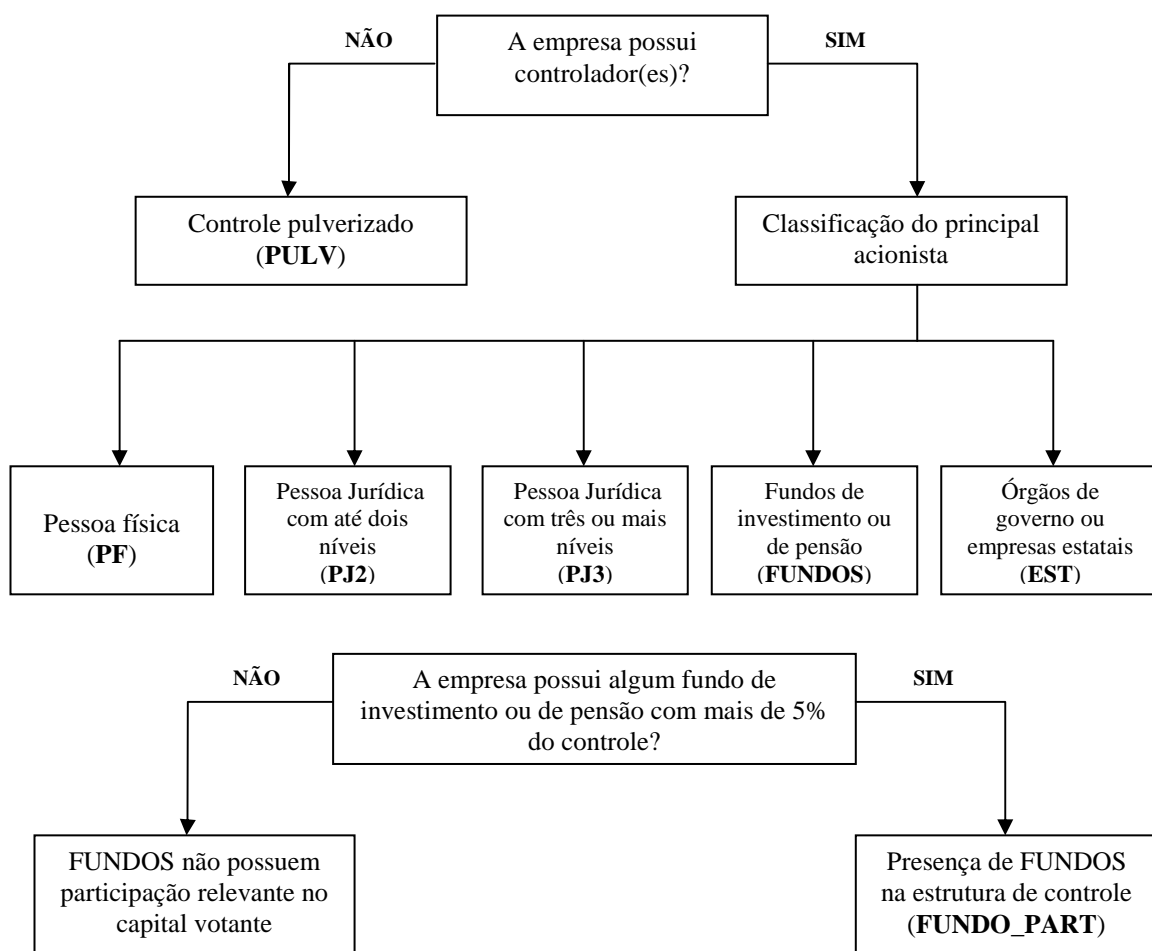 NÃO
A empresa possui
controlador(es)?
SIM
Controle pulverizado
(PULV)
Classificação do principal
acionista
Pessoa física
(PF)
Pessoa Jurídica
com até dois
níveis
(PJ2)
Pessoa Jurídica
com três ou mais
níveis
(PJ3)
Fundos de
investimento ou
de pensão
(FUNDOS)
Órgãos de
governo ou
empresas estatais
(EST)
NÃO
A empresa possui algum fundo de
investimento ou de pensão com mais de 5%
do controle?
SIM
FUNDOS não possuem
participação relevante no
capital votante
Presença de FUNDOS
na estrutura de controle
(FUNDO_PART)